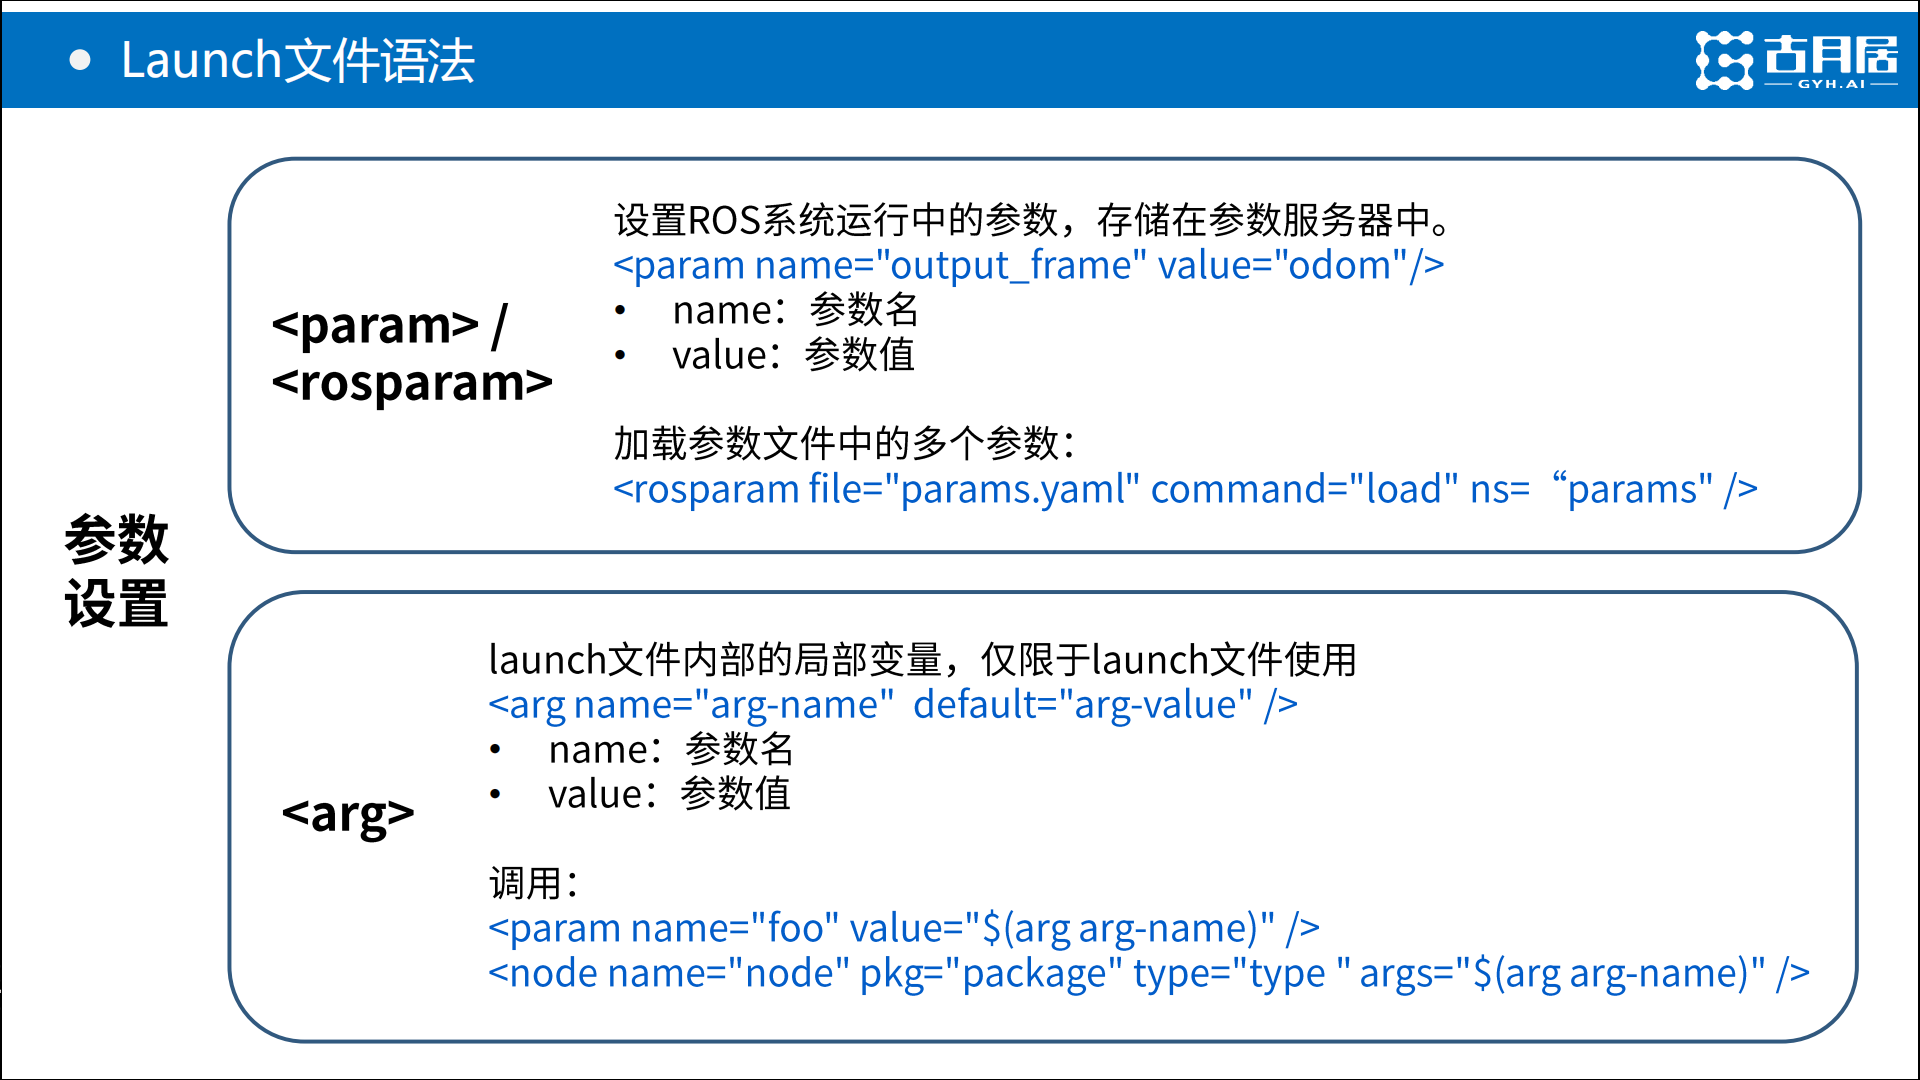 Launch文件语法
古月居
GYH.AI
参数
设置
<param> /
<rosparam>
设置ROS系统运行中的参数，存储在参数服务器中。
<param name="output_frame" value="odom"/>
• name：参数名
• value：参数值
加载参数文件中的多个参数：
<rosparam file="params.yaml" command="load" ns=“params" />
<arg>
launch文件内部的局部变量，仅限于launch文件使用
<arg name="arg-name"  default="arg-value" />
• name：参数名
• value：参数值
调用：
<param name="foo" value="$(arg arg-name)" />
<node name="node" pkg="package" type="type " args="$(arg arg-name)" />